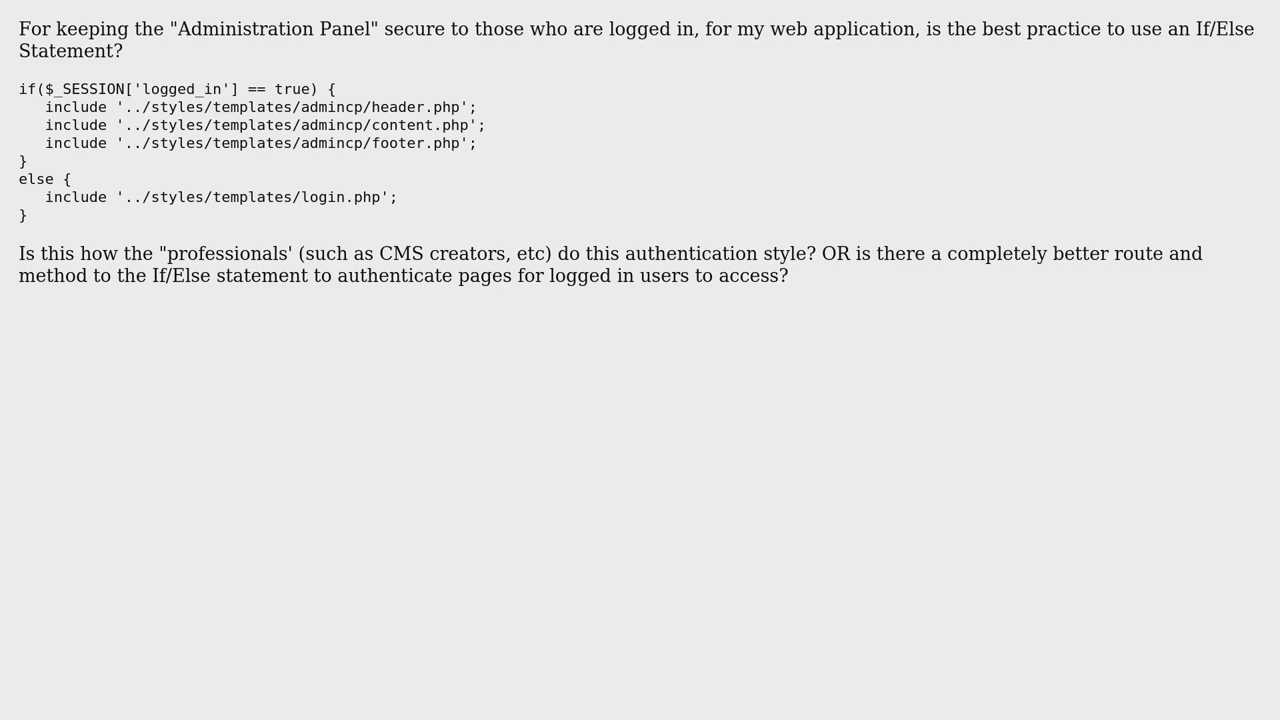 For keeping the "Administration Panel" secure to those who are logged in, for my web application, is the best practice to use an If/Else
Statement?
if($_SESSION['logged_in'] == true) {
   include '../styles/templates/admincp/header.php';
   include '../styles/templates/admincp/content.php';
   include '../styles/templates/admincp/footer.php';
}
else {
   include '../styles/templates/login.php';
}
Is this how the "professionals' (such as CMS creators, etc) do this authentication style? OR is there a completely better route and
method to the If/Else statement to authenticate pages for logged in users to access?